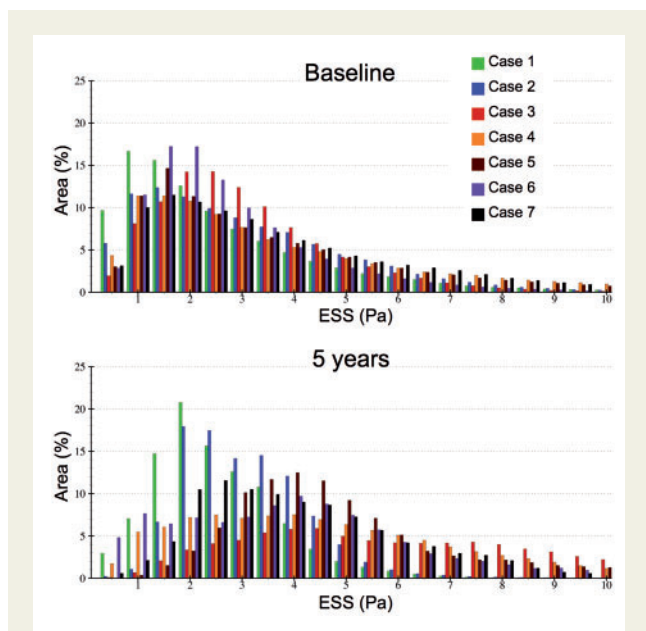 Baseline
Case 1
Case 2
Case 3
Case 4
Case 5
Case 6
Case 7
Area (%)
25
20
15
10
5
0
1 2 3 4 5 6 7 8 9 10
ESS (Pa)
5 years
Area (%)
25
20
15
10
5
0
1 2 3 4 5 6 7 8 9 10
ESS (Pa)